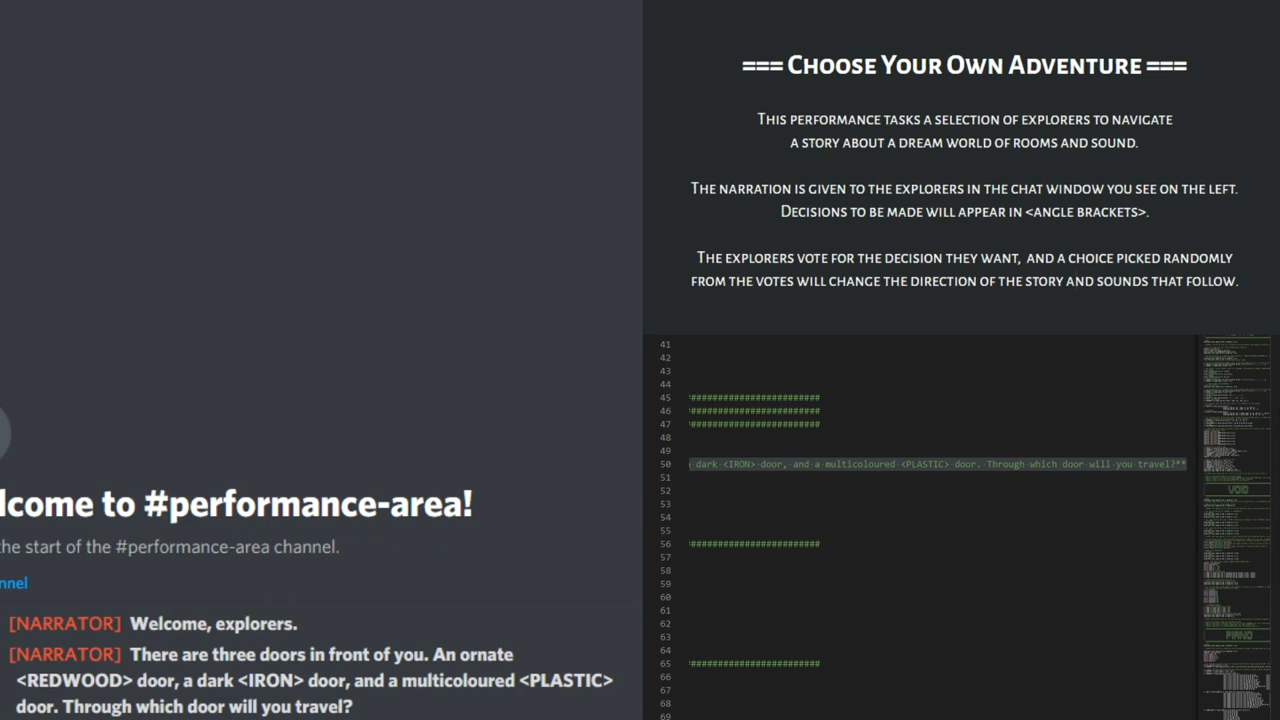 lcome to #performance-area!
the start of the #performance-area channel.
nnel
[NARRATOR] Welcome, explorers.
[NARRATOR] There are three doors in front of you. An ornate
<REDWOOD> door, a dark <IRON> door, and a multicoloured <PLASTIC>
door. Through which door will you travel?
=== Choose Your Own Adventure ===
This performance tasks a selection of explorers to navigate
a story about a dream world of rooms and sound.
The narration is given to the explorers in the chat window you see on the left.
Decisions to be made will appear in <angle brackets>.
The explorers vote for the decision they want, and a choice picked randomly
from the votes will change the direction of the story and sounds that follow.
41
42
43
44
45 ########################
46 ########################
47 ########################
48
49
50 dark <IRON> door, and a multicoloured <PLASTIC> door. Through which door will you travel?**
51
52
53
54
55
56 ########################
57
58
59
60
61
62
63
64
65 ########################
66
67
68
69
VOID
PIANO